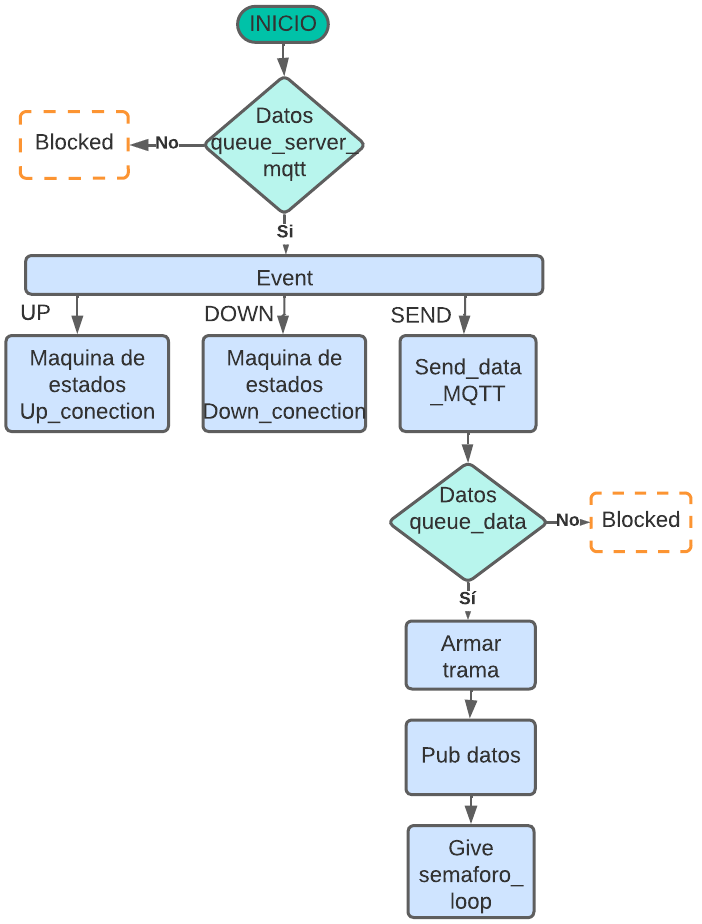 INICIO
Datos
queue_server_
mqtt
No
Blocked
Si
Event
UP
DOWN
SEND
Maquina de
estados
Up_conection
Maquina de
estados
Down_conection
Send_data
_MQTT
Datos
queue_data
No
Blocked
Sí
Armar
trama
Pub datos
Give
semaforo_
loop